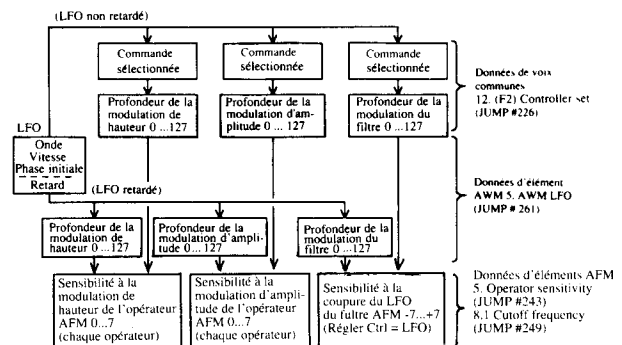 (LFO non retardé)
Commande
sélectionnée
Commande
sélectionnée
Commande
sélectionnée
Profondeur de la
modulation de
hauteur 0 ... 127
Profondeur de la
modulation d'am-
plitude 0 ... 127
Profondeur de la
modulation du
filtre 0 ... 127
Données de voix
communes
12. (F2) Controller set
(JUMP #226)
LFO
Onde
Vitesse
Phase initiale
Retard
(LFO retardé)
Profondeur de la
modulation de
hauteur 0...127
Profondeur de la
modulation d'ampli-
tude 0...127
Profondeur de la
modulation du
filtre 0...127
Données d'élément
AWM 5. AWM LFO
(JUMP # 261)
Sensibilité à la
modulation de
hauteur de l'opérateur
AFM 0...7
(chaque opérateur)
Sensibilité à la
modulation d'ampli-
tude de l'opérateur
AFM 0...7
(chaque opérateur)
Sensibilité à la
coupure du LFO
du fultre AFM -7...+7
(Régler Ctrl = LFO)
Données d'éléments AFM
5. Operator sensitivity
(JUMP #243)
8,1 Cutoff frequency
(JUMP #249)